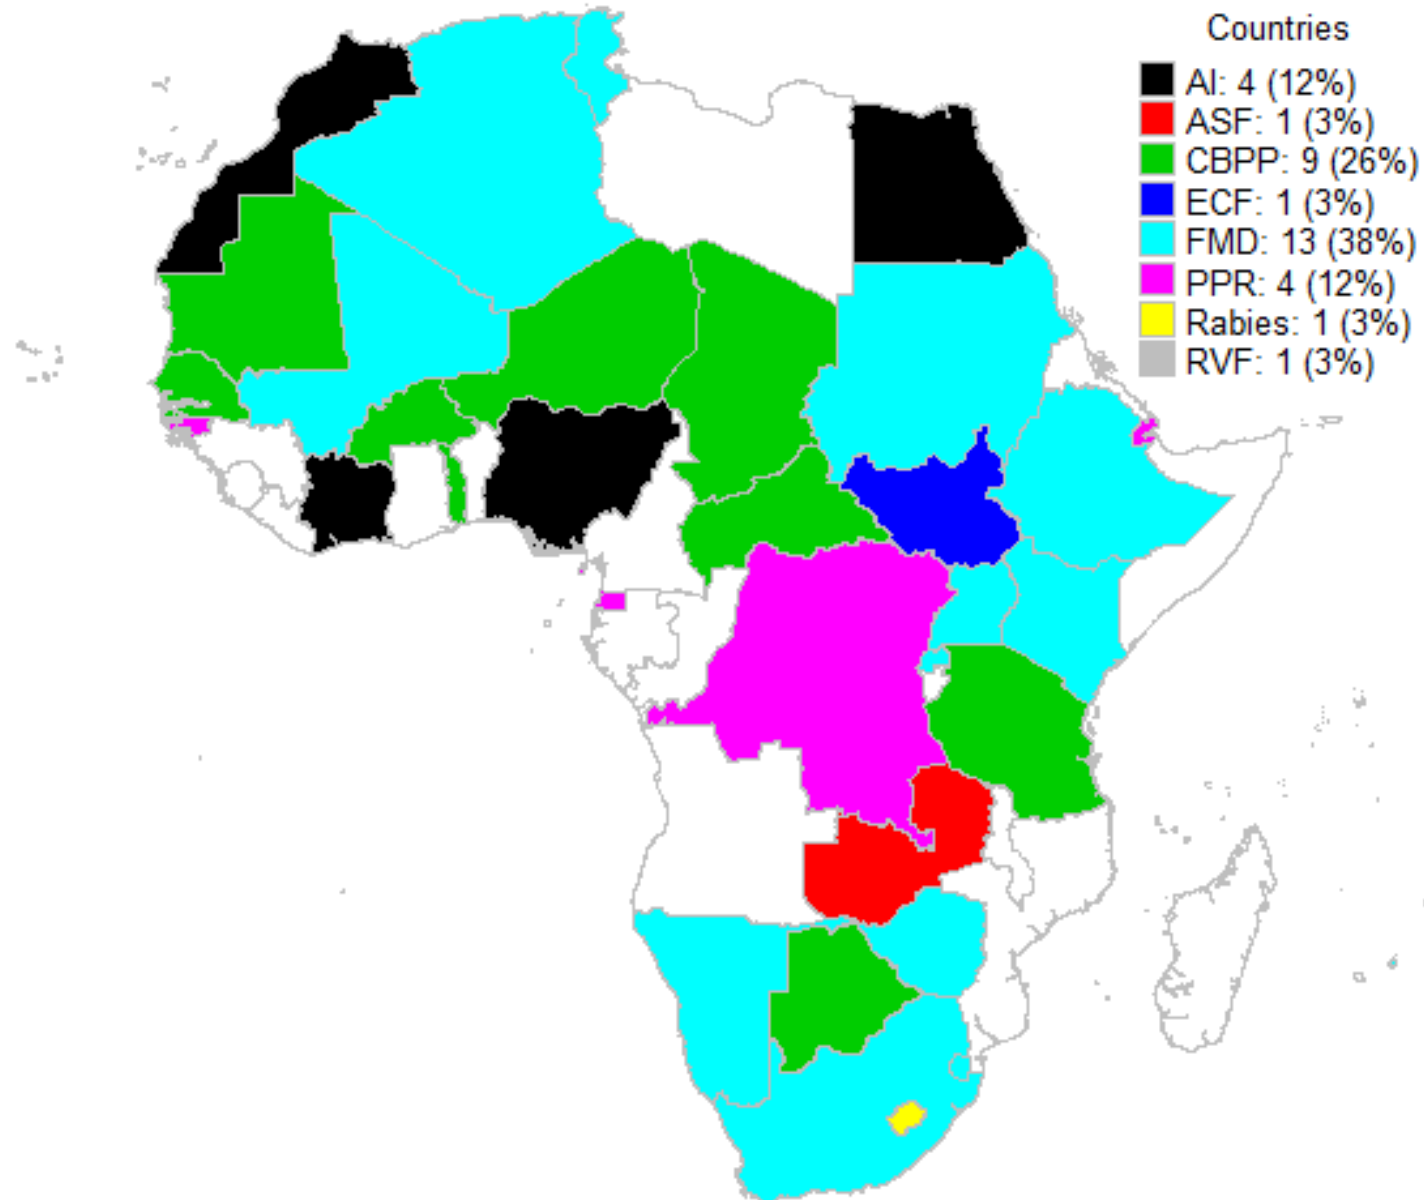 Countries
AI: 4 (12%)
ASF: 1 (3%)
CBPP: 9 (26%)
ECF: 1 (3%)
FMD: 13 (38%)
PPR: 4 (12%)
Rabies: 1 (3%)
RVF: 1 (3%)